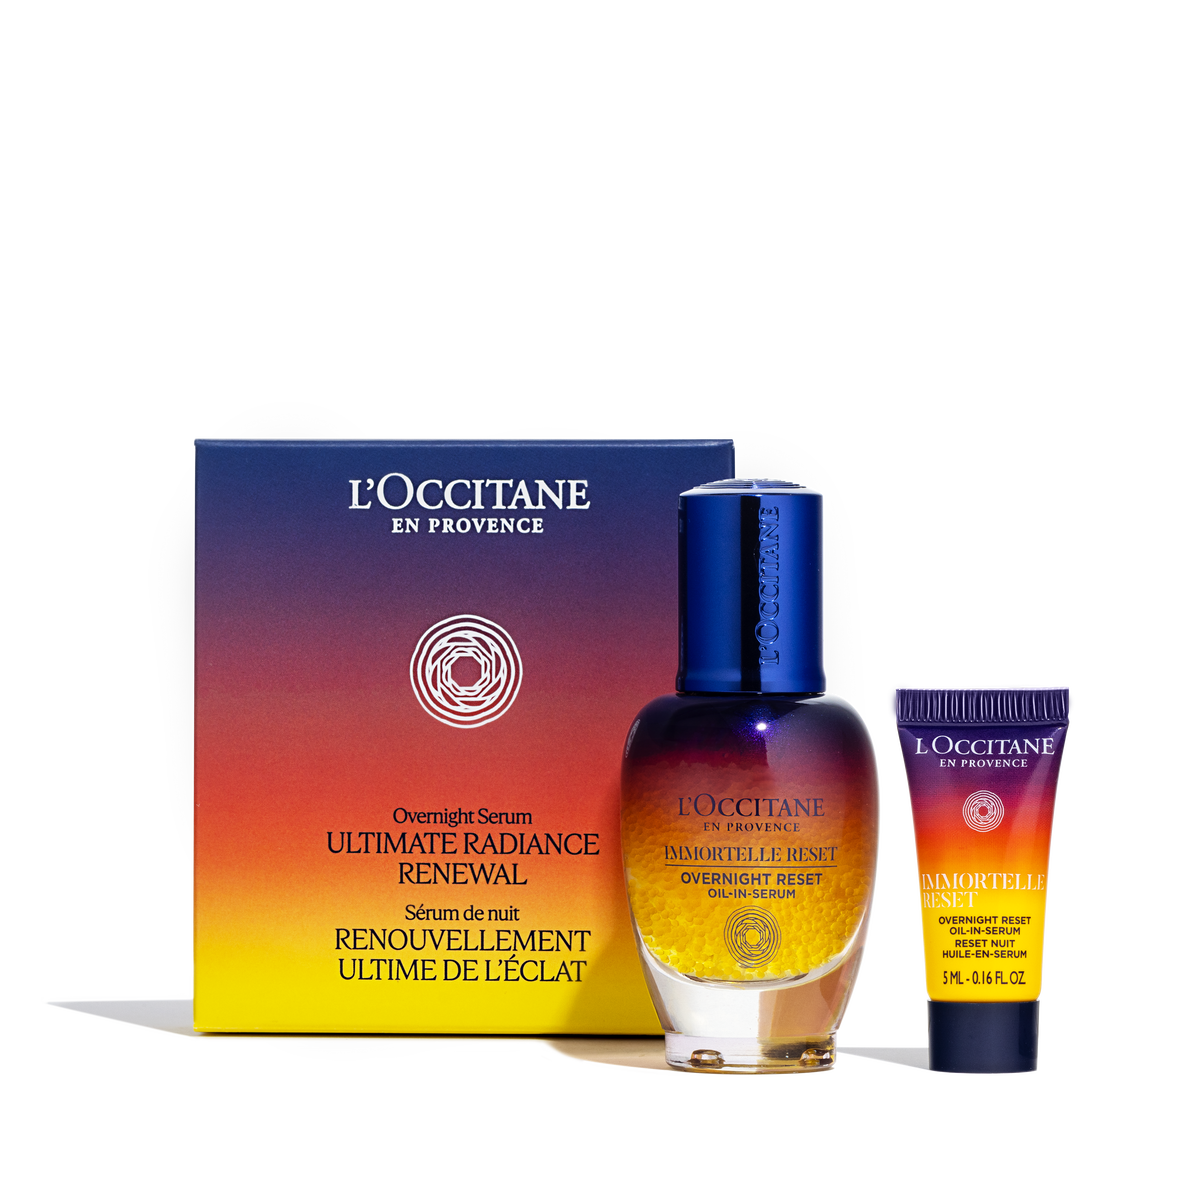 L'OCCITANE
EN PROVENCE
Overnight Serum
ULTIMATE RADIANCE
RENEWAL
Sérum de nuit
RENOUVELLEMENT
ULTIME DE L'ÉCLAT
L'OCCITANE
L'OCCITANE
EN PROVENCE
IMMORTELLE RESET
OVERNIGHT RESET
OIL-IN-SERUM
L'OCCITANE
EN PROVENCE
IMMORTELLE
RESET
OVERNIGHT RESET
OIL-IN-SERUM
RESET NUIT
HUILE-EN-SERUM
5 ML - 0.16 FL OZ